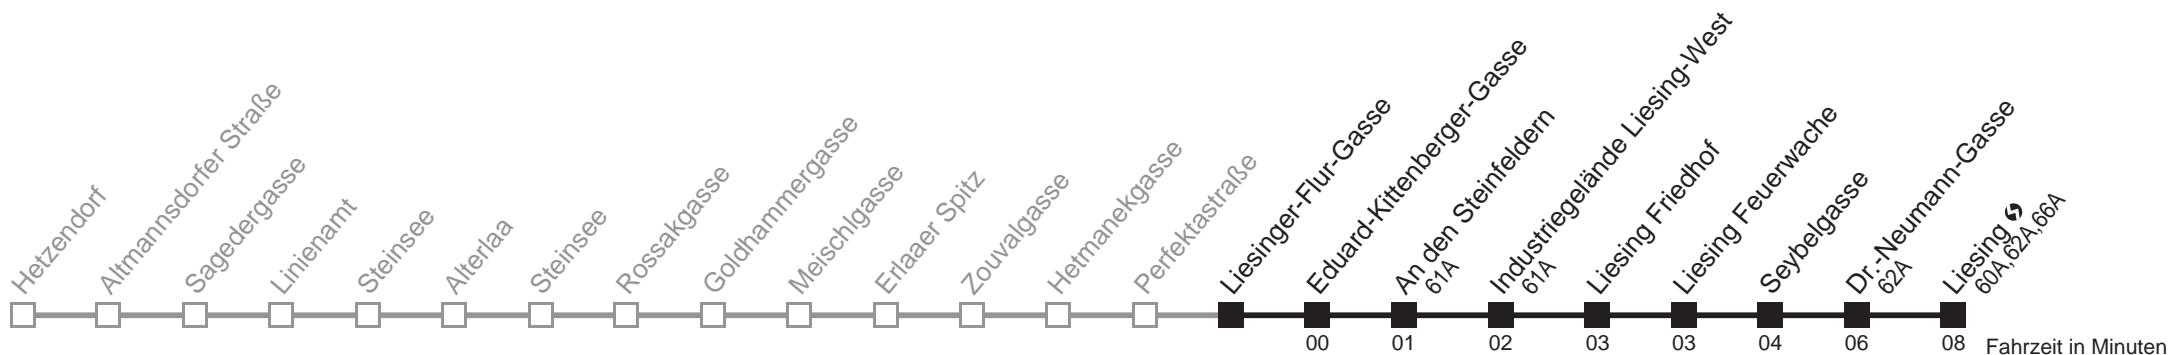 Hetzendorf
Altmannsdorfer Straße
Sagedergasse
Linienamt
Steinsee
Alterlaa
Steinsee
Rossakgasse
Goldhammergasse
Meischlgasse
Erlaaer Spitz
Zouvalgasse
Hetmanekgasse
Perfektastraße
Liesinger-Flur-Gasse
Eduard-Kittenberger-Gasse
An den Steinfeldern
61A
Industriegelände Liesing-West
61A
Liesing Friedhof
Liesing Feuerwache
Seybelgasse
Dr.-Neumann-Gasse
62A
Liesing
60A,62A,66A
00 01 02 03 03 04 06 08 Fahrzeit in Minuten